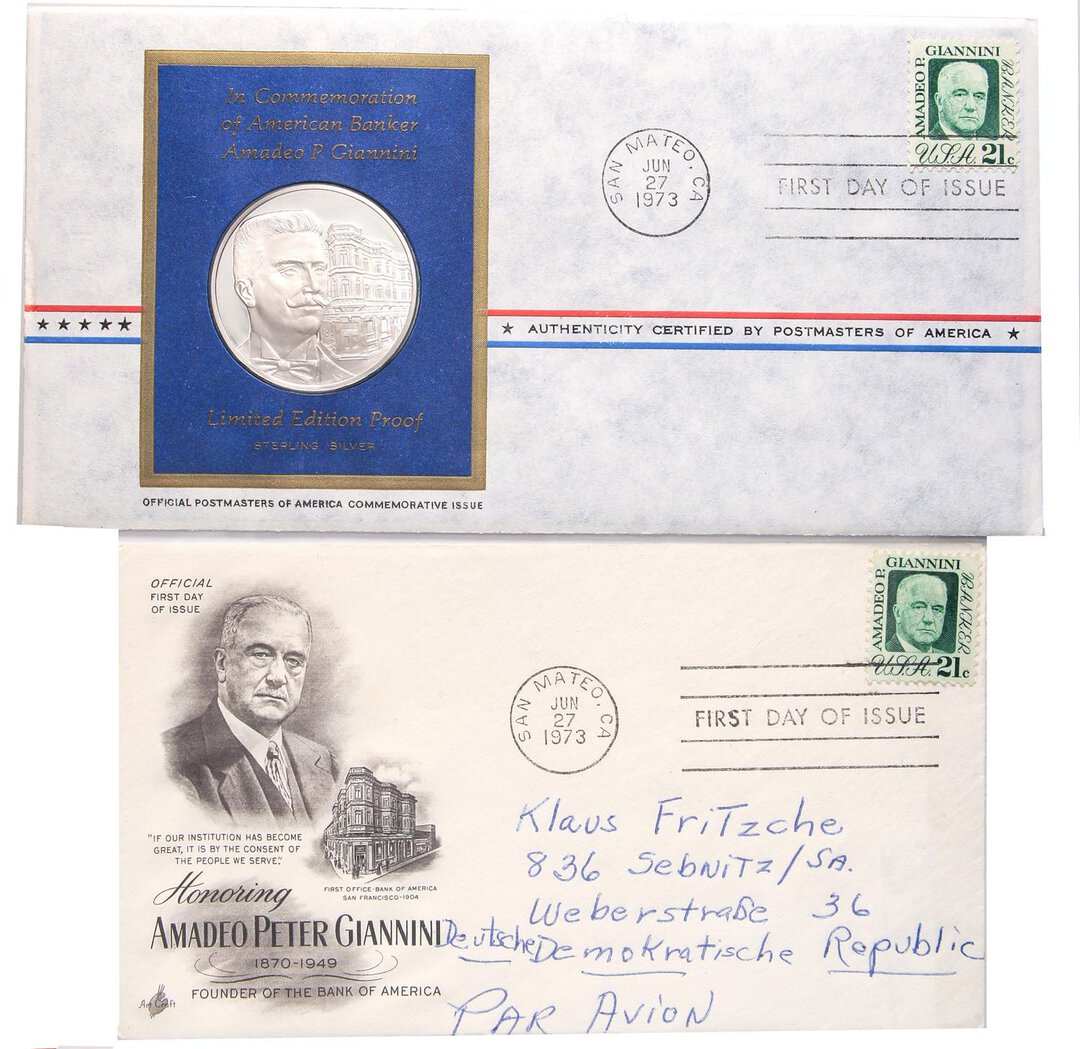 In Commemoration
of American Banker
Amadeo P. Giannini
Limited Edition Proof
STERLING SILVER
OFFICIAL POSTMASTERS OF AMERICA COMMEMORATIVE ISSUE
★★★★★
★ AUTHENTICITY CERTIFIED BY POSTMASTERS OF AMERICA ★
SAN MATEO, CA
JUN
27
1973
FIRST DAY OF ISSUE
AMADEO P. GIANNINI BANKER
U.S.A. 21c
OFFICIAL
FIRST DAY
OF ISSUE
"IF OUR INSTITUTION HAS BECOME
GREAT, IT IS BY THE CONSENT OF
THE PEOPLE WE SERVE."
FIRST OFFICE-BANK OF AMERICA
SAN FRANCISCO-1904
Honoring
AMADEO PETER GIANNINI
1870-1949
FOUNDER OF THE BANK OF AMERICA
Art Craft
SAN MATEO, CA
JUN
27
1973
FIRST DAY OF ISSUE
AMADEO P. GIANNINI BANKER
U.S.A. 21c
Klaus Fritzche
836 Sebnitz/SA.
Weberstraße 36
Deutsche Demokratische Republic
PAR AVION